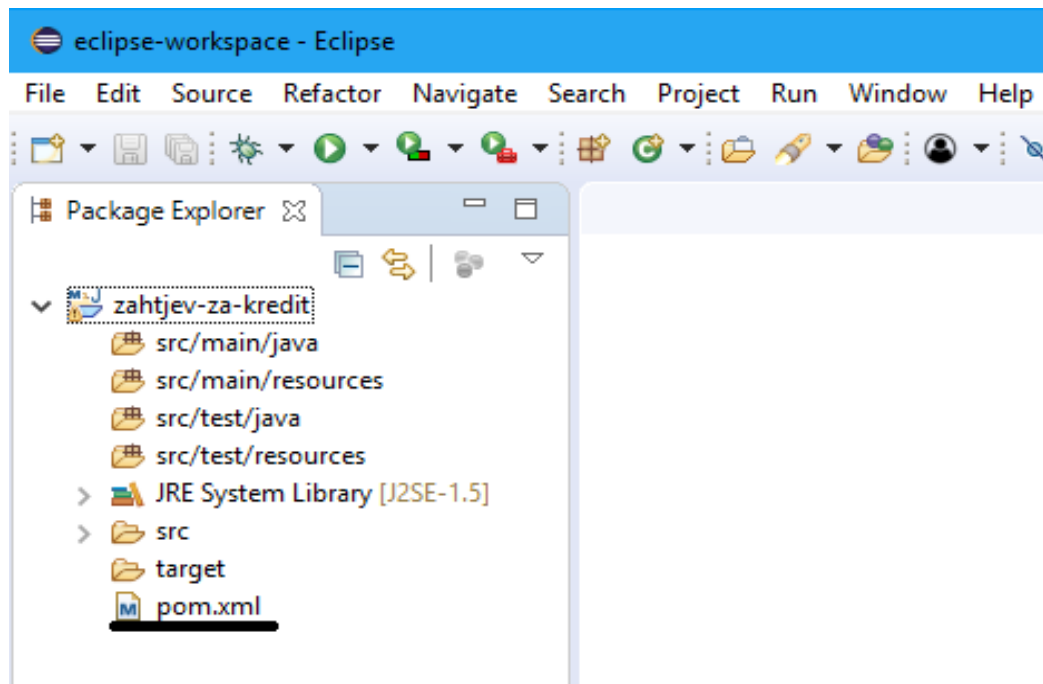 eclipse-workspace - Eclipse
File Edit Source Refactor Navigate Search Project Run Window Help
Package Explorer
zahtjev-za-kredit
src/main/java
src/main/resources
src/test/java
src/test/resources
JRE System Library [J2SE-1.5]
src
target
pom.xml